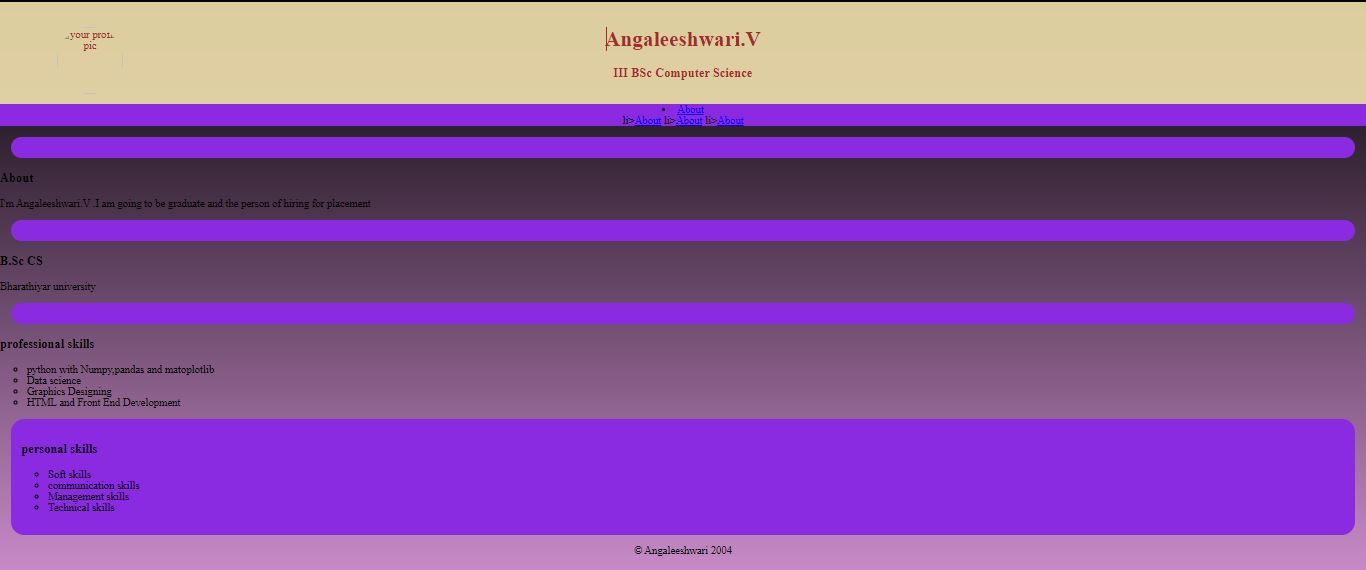 your profile
pic
Angaleeshwari.V
III BSc Computer Science
• About
li>About li>About li>About
About
I'm Angaleeshwari.V .I am going to be graduate and the person of hiring for placement
B.Sc CS
Bharathiyar university
professional skills
python with Numpy,pandas and matoplotlib
Data science
Graphics Designing
HTML and Front End Development
personal skills
Soft skills
communication skills
Management skills
Technical skills
© Angaleeshwari 2004